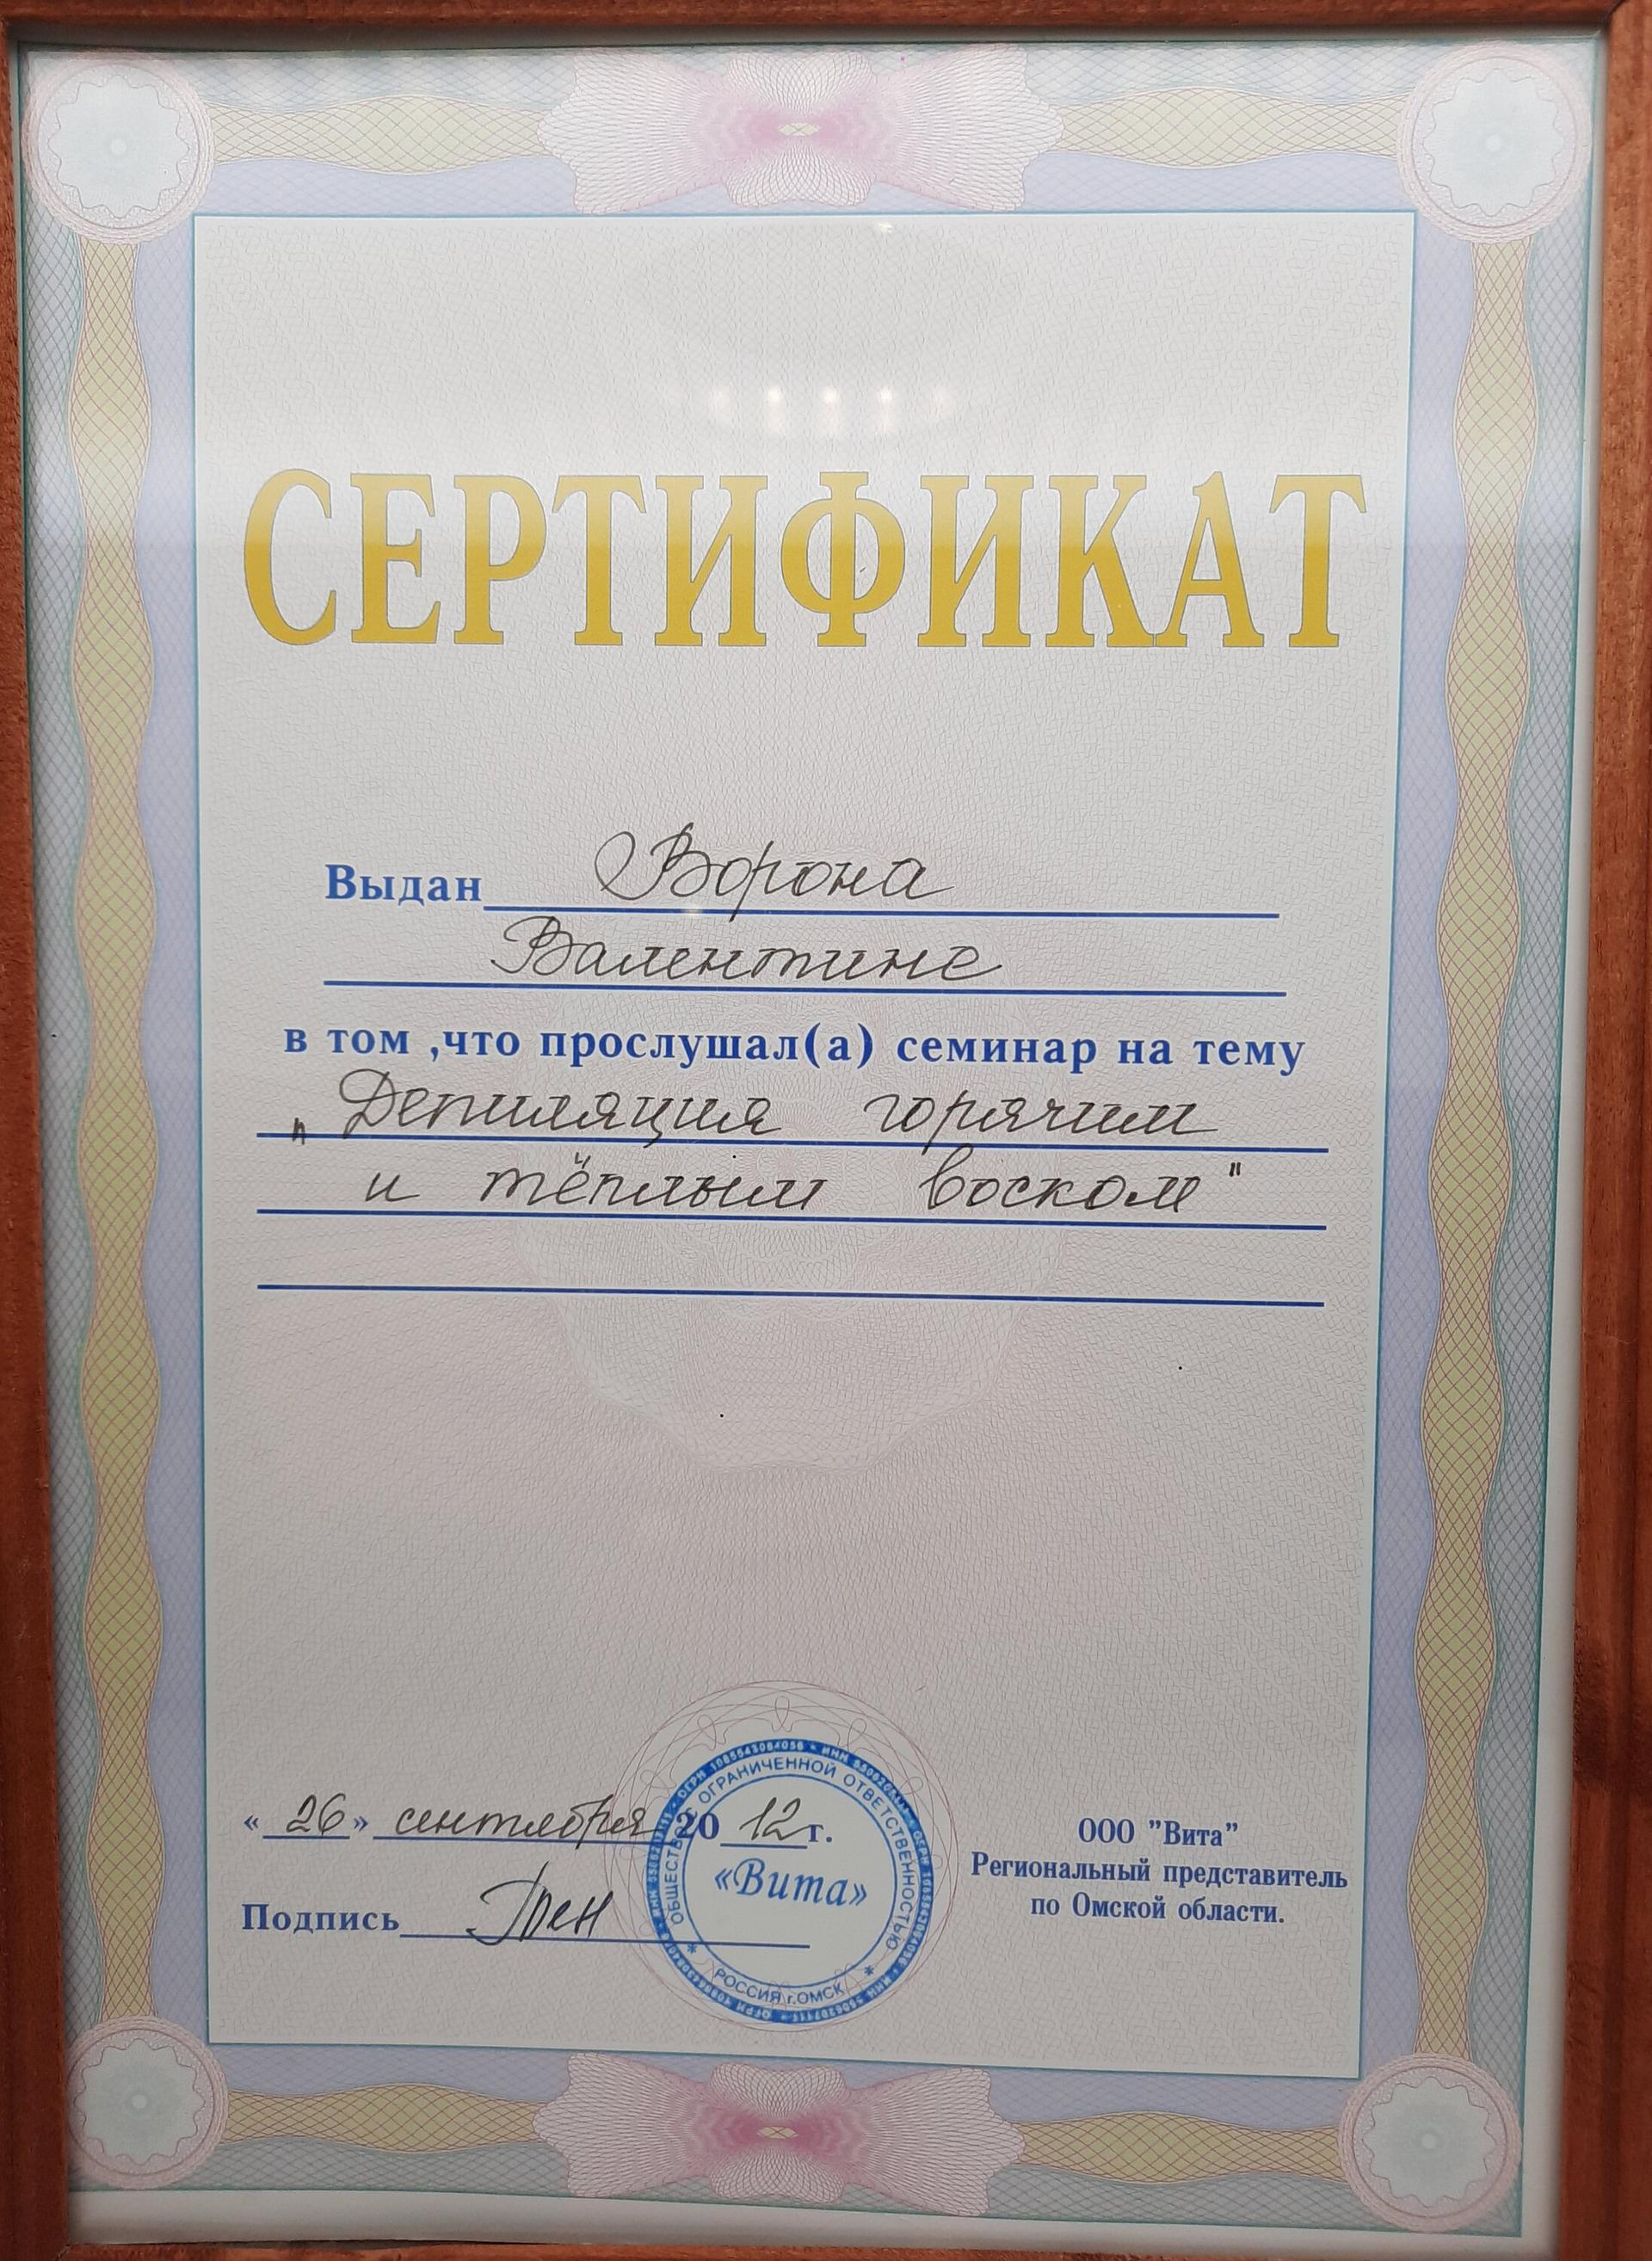 СЕРТИФИКАТ
Выдан Ворона
Валентине
в том ,что прослушал(а) семинар на тему
„Депиляция горячим
и тёплым воском"
«26» сентября 2012г.
Подпись
ОБЩЕСТВО С ОГРАНИЧЕННОЙ ОТВЕТСТВЕННОСТЬЮ
«Вита»
* РОССИЯ г.ОМСК *
ООО "Вита"
Региональный представитель
по Омской области.